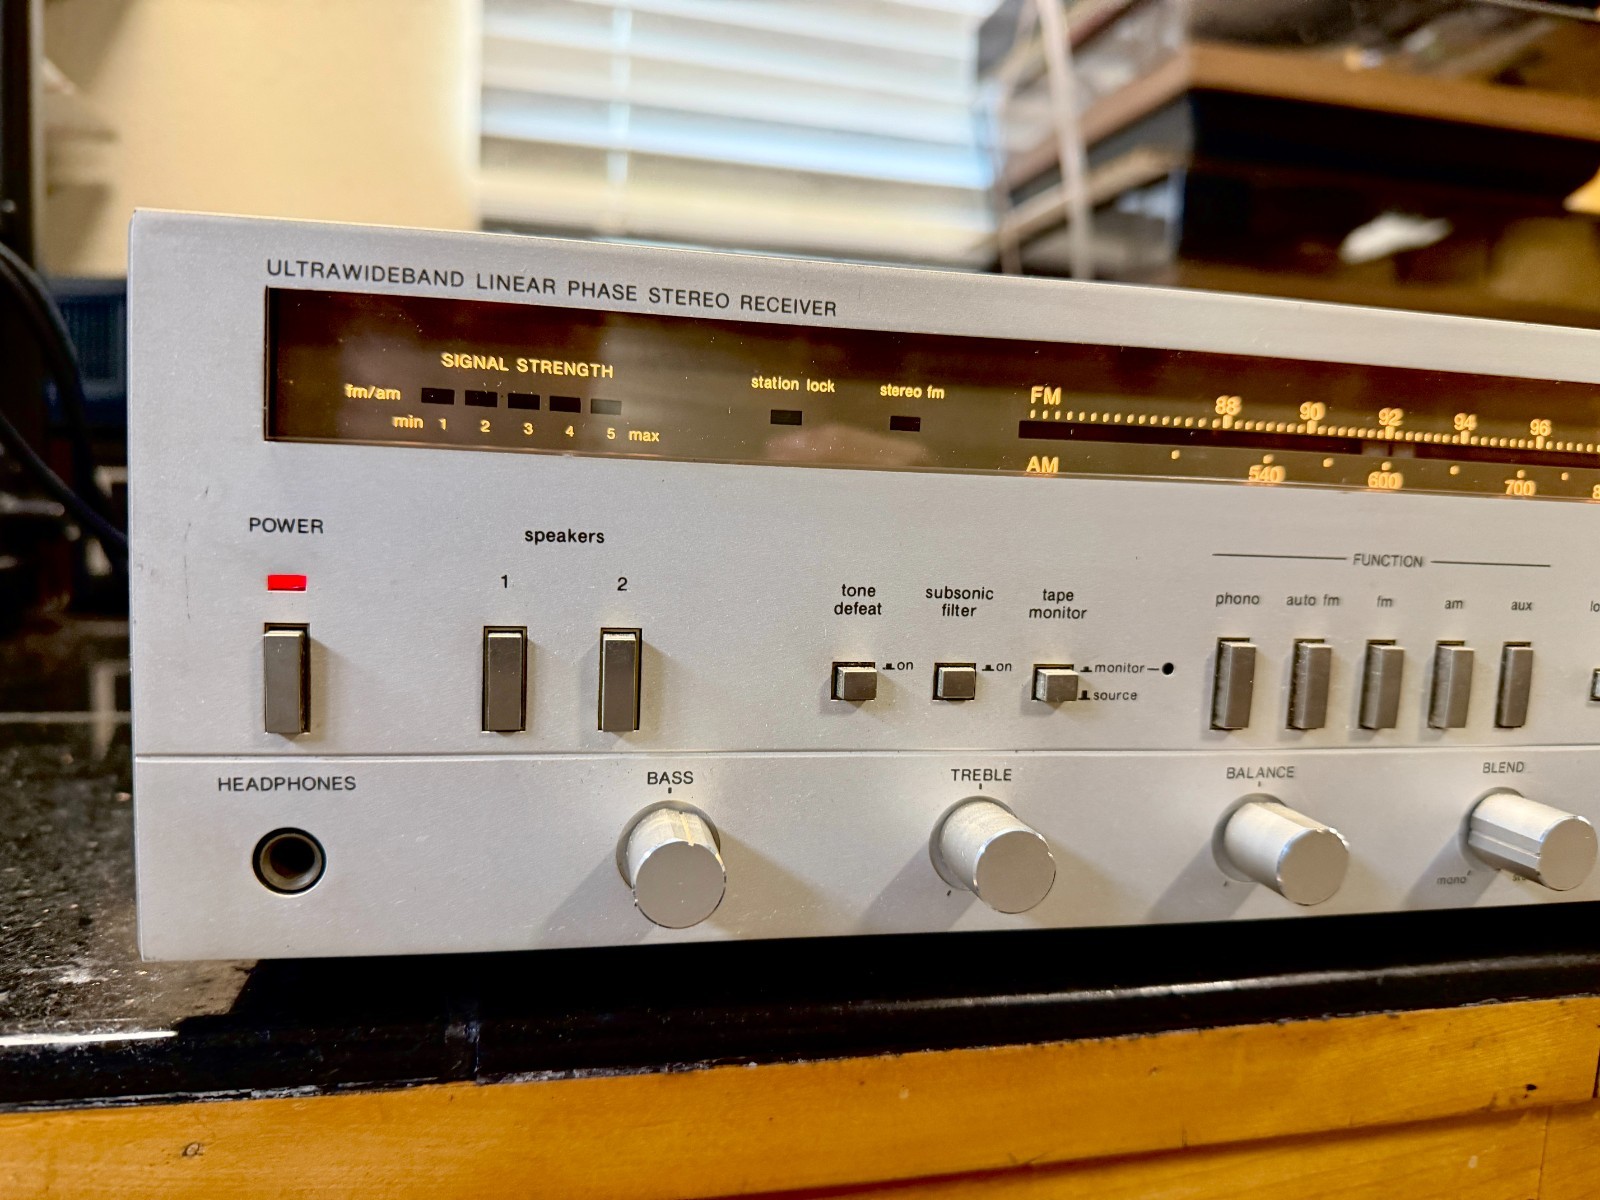 ULTRAWIDEBAND LINEAR PHASE STEREO RECEIVER
SIGNAL STRENGTH
fm/am
min 1 2 3 4 5 max
station lock
stereo fm
FM 88 90 92 94 96
AM 540 600 700
POWER
speakers
1 2
tone defeat
on
subsonic filter
on
tape monitor
monitor
source
FUNCTION
phono auto fm fm am aux
HEADPHONES
BASS
TREBLE
BALANCE
BLEND
mono